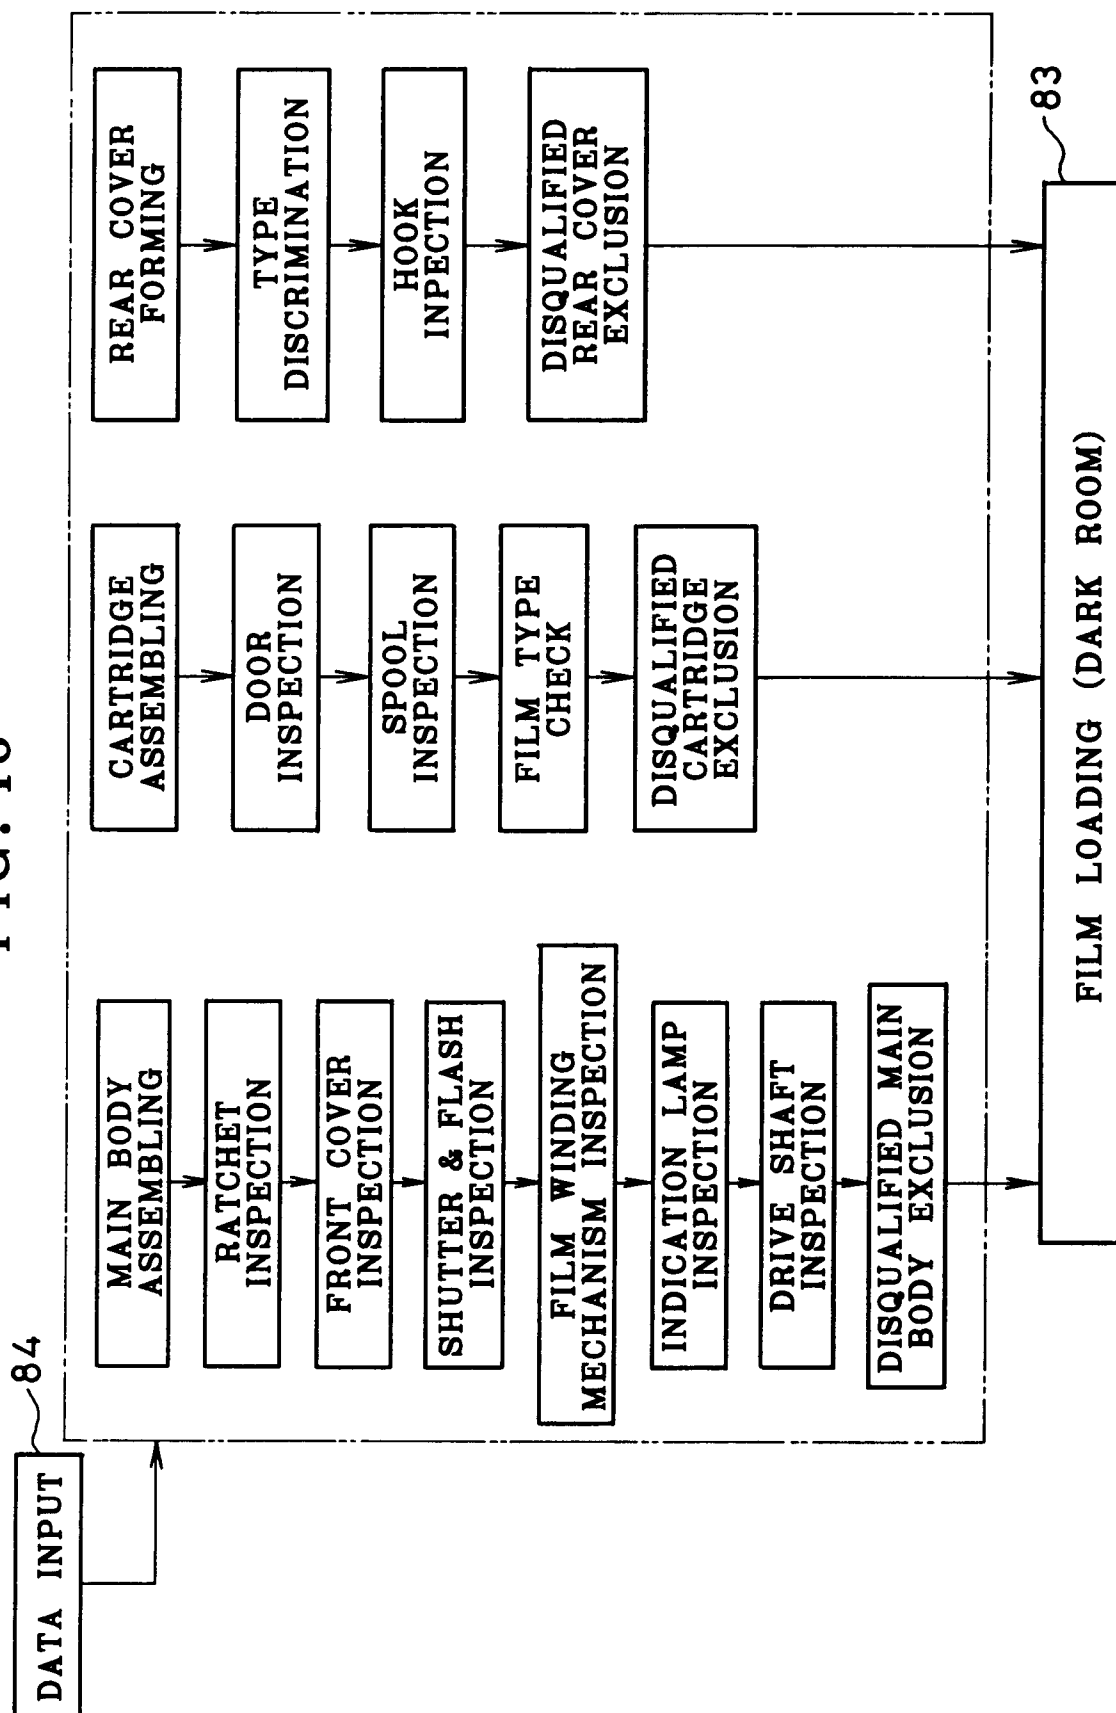 DATA INPUT
84
MAIN BODY
ASSEMBLING
RATCHET
INSPECTION
FRONT COVER
INSPECTION
SHUTTER & FLASH
INSPECTION
FILM WINDING
MECHANISM INSPECTION
INDICATION LAMP
INSPECTION
DRIVE SHAFT
INSPECTION
DISQUALIFIED MAIN
BODY EXCLUSION
CARTRIDGE
ASSEMBLING
DOOR
INSPECTION
SPOOL
INSPECTION
FILM TYPE
CHECK
DISQUALIFIED
CARTRIDGE
EXCLUSION
REAR COVER
FORMING
TYPE
DISCRIMINATION
HOOK
INPECTION
DISQUALIFIED
REAR COVER
EXCLUSION
83
FILM LOADING (DARK ROOM)